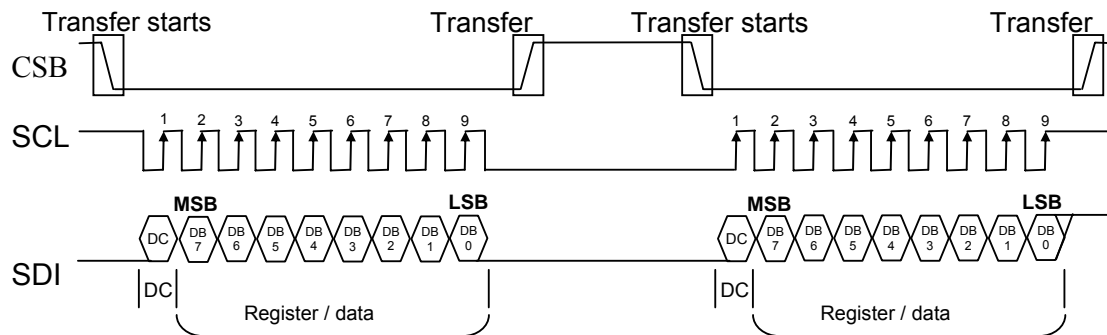 Transfer starts Transfer Transfer starts Transfer
CSB
1 2 3 4 5 6 7 8 9 1 2 3 4 5 6 7 8 9
SCL
MSB LSB MSB LSB
DC DB 7 DB 6 DB 5 DB 4 DB 3 DB 2 DB 1 DB 0 DC DB 7 DB 6 DB 5 DB 4 DB 3 DB 2 DB 1 DB 0
SDI
DC DC
Register / data Register / data